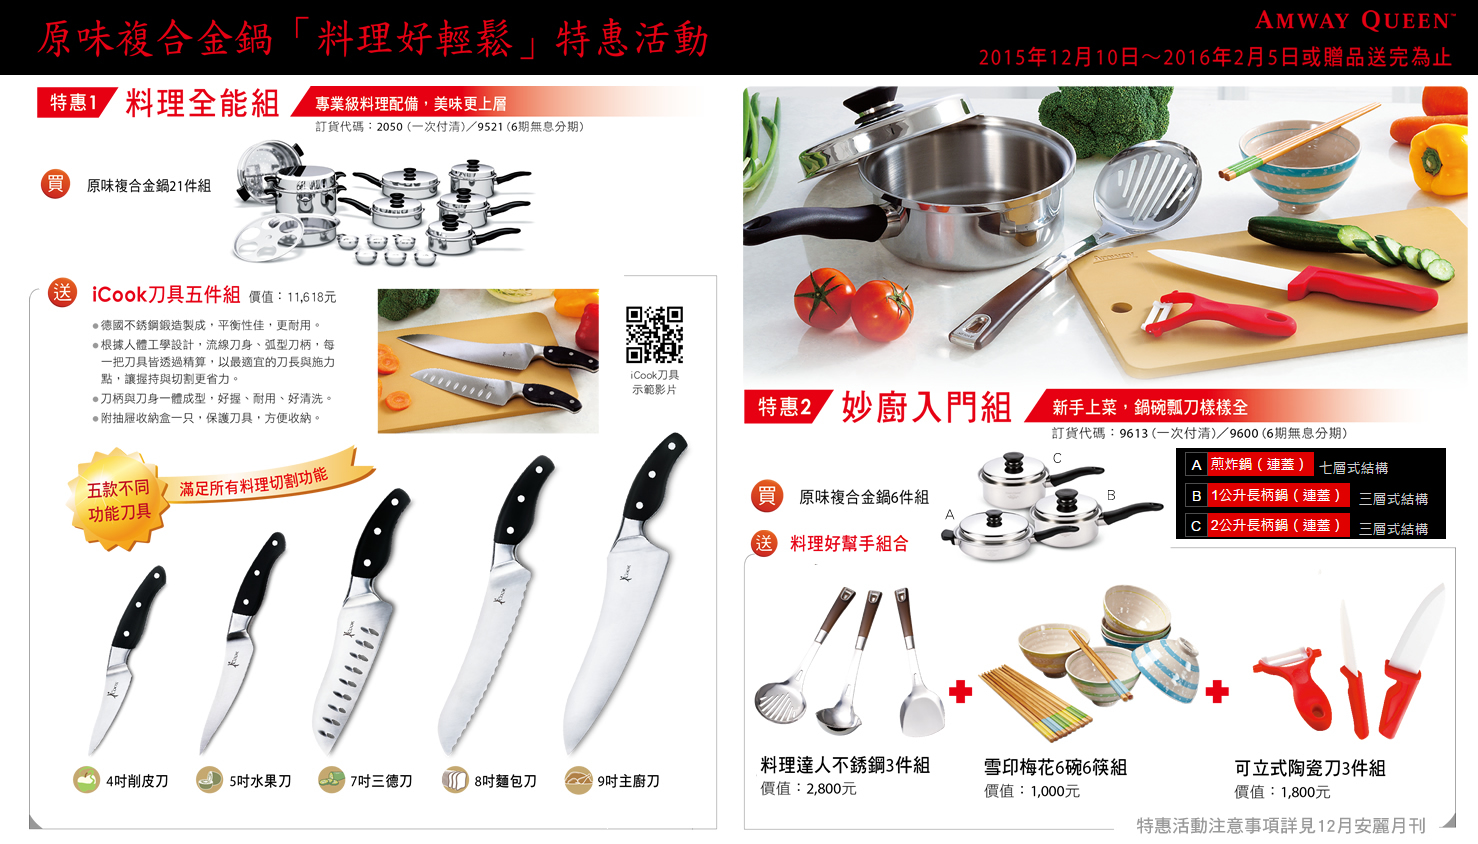 原味複合金鍋「料理好輕鬆」特惠活動
AMWAY QUEEN™
2015年12月10日～2016年2月5日或贈品送完為止
特惠1 料理全能組 專業級料理配備，美味更上層
訂貨代碼：2050 (一次付清)／9521 (6期無息分期)
買 原味複合金鍋21件組
送 iCook刀具五件組 價值：11,618元
●德國不銹鋼鍛造製成，平衡性佳，更耐用。
●根據人體工學設計，流線刀身、弧型刀柄，每
一把刀具皆透過精算，以最適宜的刀長與施力
點，讓握持與切割更省力。
●刀柄與刀身一體成型，好握、耐用、好清洗。
●附抽屜收納盒一只，保護刀具，方便收納。
iCook刀具
示範影片
五款不同
功能刀具
滿足所有料理切割功能
4吋削皮刀
5吋水果刀
7吋三德刀
8吋麵包刀
9吋主廚刀
特惠2 妙廚入門組 新手上菜，鍋碗瓢刀樣樣全
訂貨代碼：9613 (一次付清)／9600 (6期無息分期)
買 原味複合金鍋6件組
A
B
C
A 煎炸鍋（連蓋） 七層式結構
B 1公升長柄鍋（連蓋） 三層式結構
C 2公升長柄鍋（連蓋） 三層式結構
送 料理好幫手組合
料理達人不銹鋼3件組
價值：2,800元
雪印梅花6碗6筷組
價值：1,000元
可立式陶瓷刀3件組
價值：1,800元
特惠活動注意事項詳見12月安麗月刊